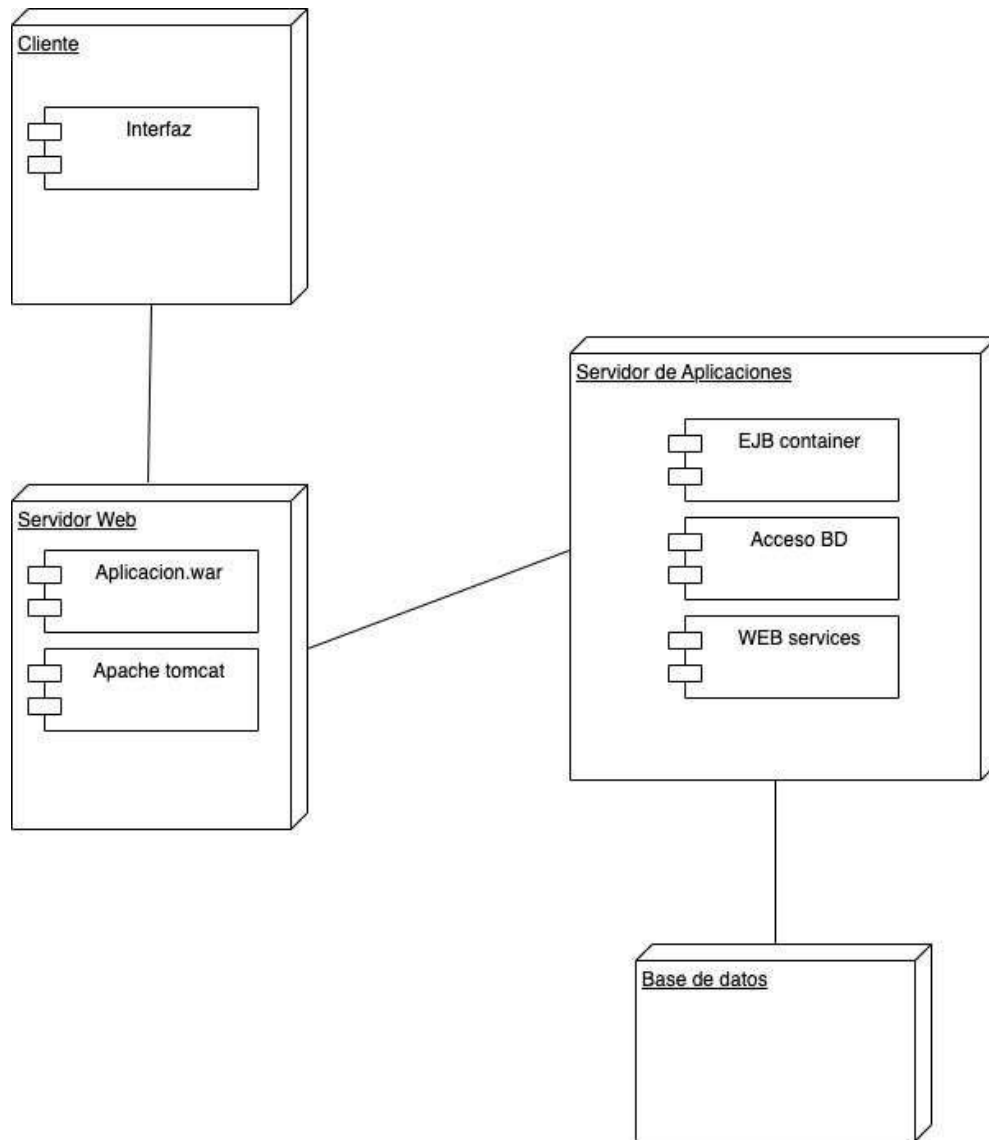 Cliente
Interfaz
Servidor de Aplicaciones
EJB container
Acceso BD
WEB services
Servidor Web
Aplicacion.war
Apache tomcat
Base de datos